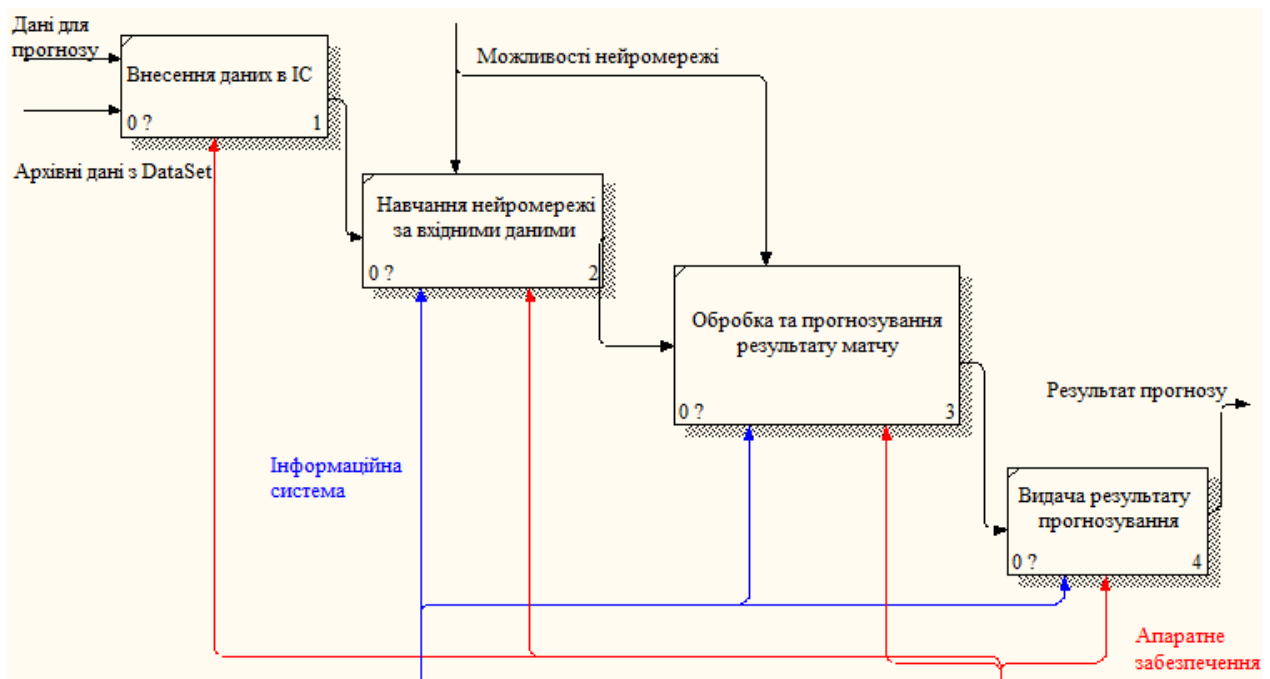 Дані для
прогнозу
Внесення даних в ІС
0 ?
1
Архівні дані з DataSet
Можливості нейромережі
Навчання нейромережі
за вхідними даними
0 ?
2
Обробка та прогнозування
результату матчу
0 ?
3
Результат прогнозу
Інформаційна
система
Видача результату
прогнозування
0 ?
4
Апаратне
забезпечення